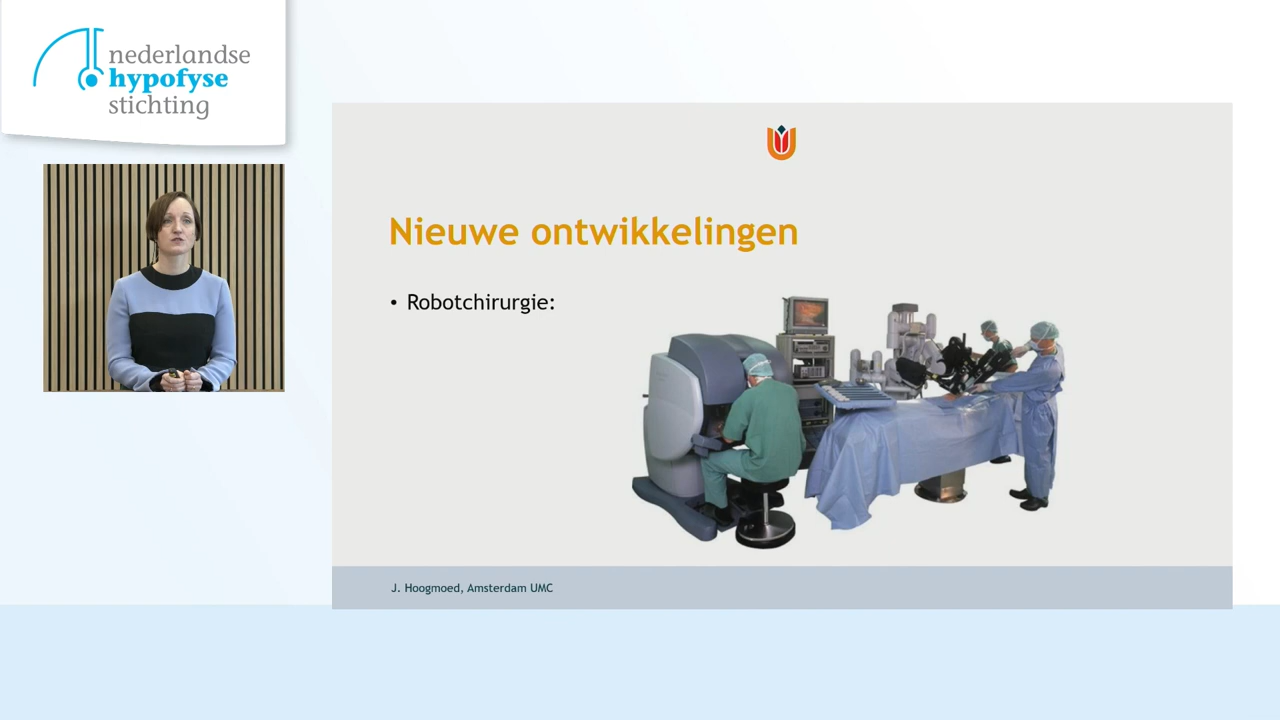 nederlandse
hypofyse
stichting
Nieuwe ontwikkelingen
• Robotchirurgie:
J. Hoogmoed, Amsterdam UMC